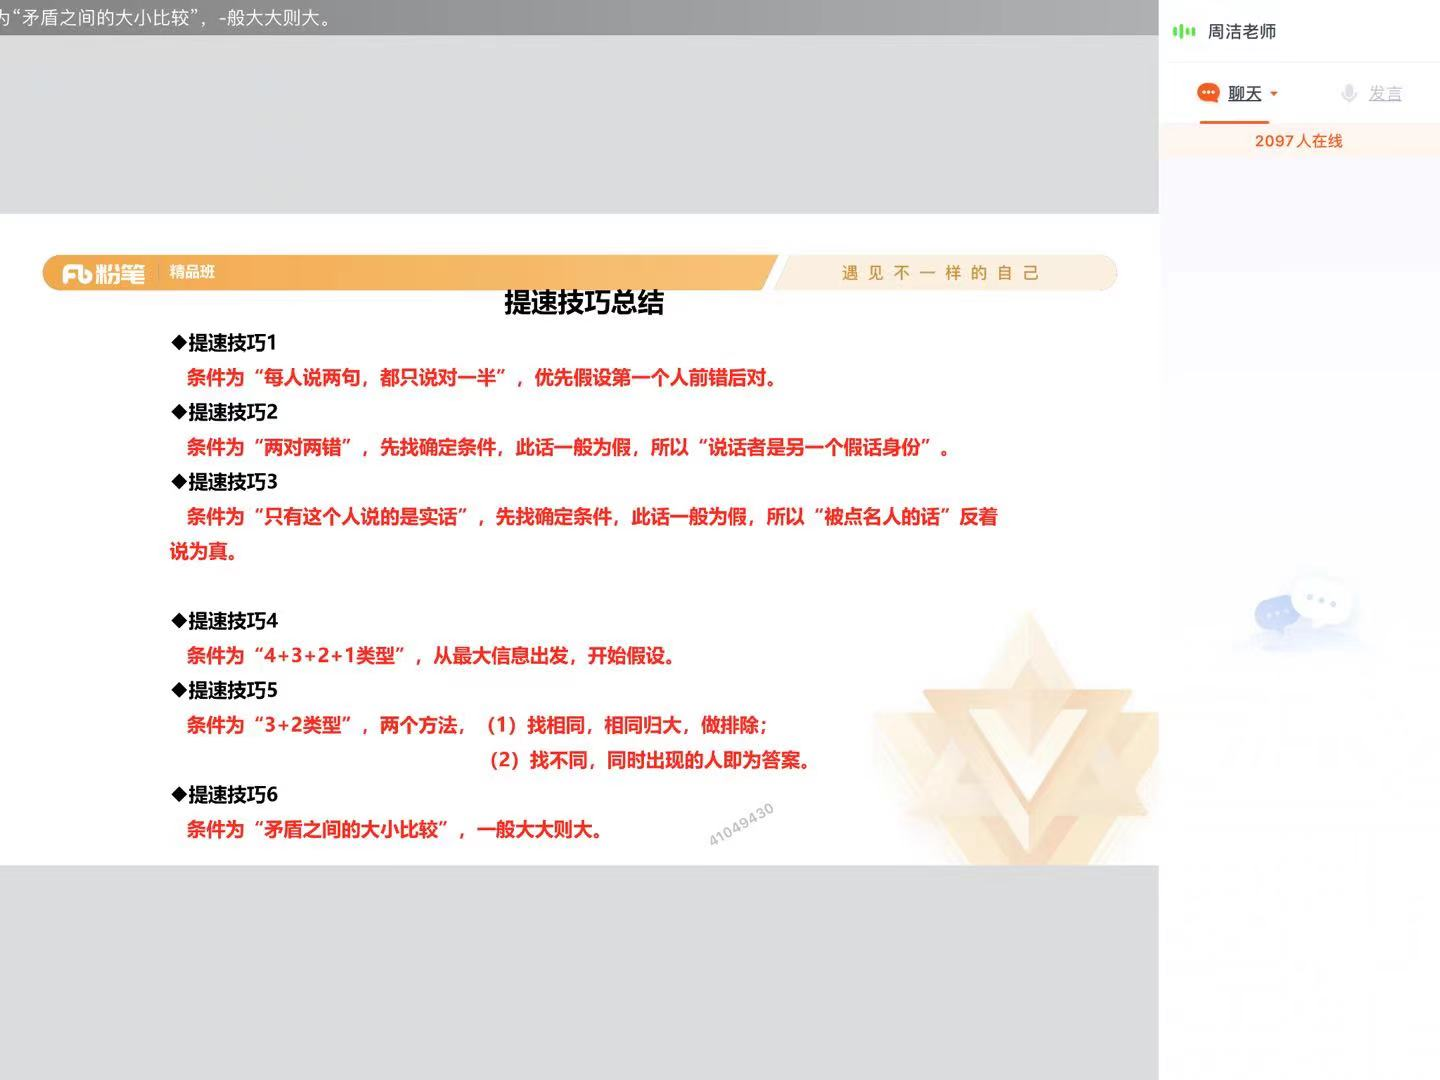 为“矛盾之间的大小比较”，-般大大则大。
周洁老师
聊天
发言
2097人在线
Fb粉笔 精品班
遇见不一样的自己
提速技巧总结
◆提速技巧1
条件为“每人说两句，都只说对一半”，优先假设第一个人前错后对。
◆提速技巧2
条件为“两对两错”，先找确定条件，此话一般为假，所以“说话者是另一个假话身份”。
◆提速技巧3
条件为“只有这个人说的是实话”，先找确定条件，此话一般为假，所以“被点名人的话”反着
说为真。
◆提速技巧4
条件为“4+3+2+1类型”，从最大信息出发，开始假设。
◆提速技巧5
条件为“3+2类型”，两个方法，（1）找相同，相同归大，做排除；
（2）找不同，同时出现的人即为答案。
◆提速技巧6
条件为“矛盾之间的大小比较”，一般大大则大。
41049430